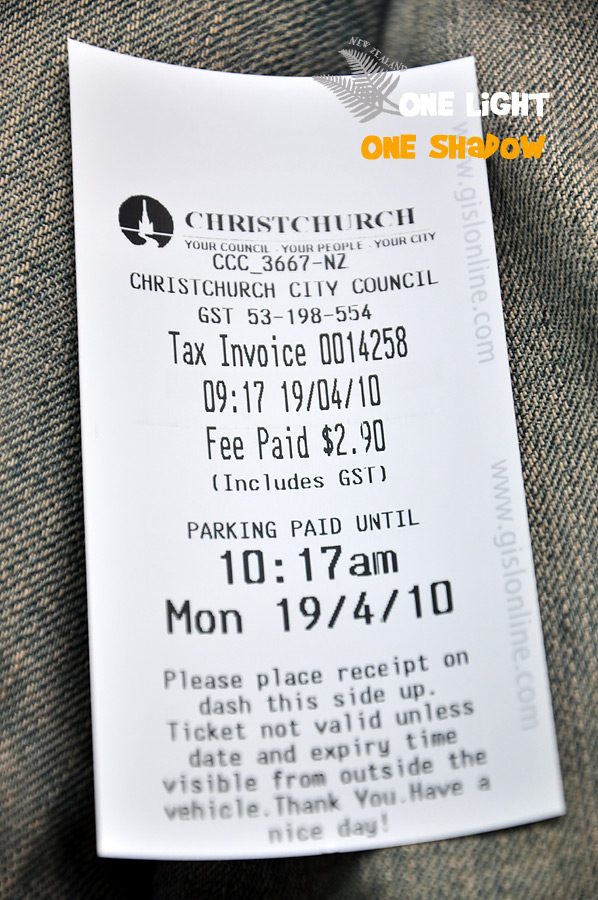 NEW ZEALAND
ONE LiGHT
ONE SHaDOW
CHRISTCHURCH
YOUR COUNCIL · YOUR PEOPLE · YOUR CITY
CCC_3667-NZ
CHRISTCHURCH CITY COUNCIL
GST 53-198-554
Tax Invoice 0014258
09:17 19/04/10
Fee Paid $2.90
(Includes GST)
PARKING PAID UNTIL
10:17am
Mon 19/4/10
Please place receipt on
dash this side up.
Ticket not valid unless
date and expiry time
visible from outside the
vehicle.Thank You.Have a
nice day!
www.gislonline.com
www.gislonline.com